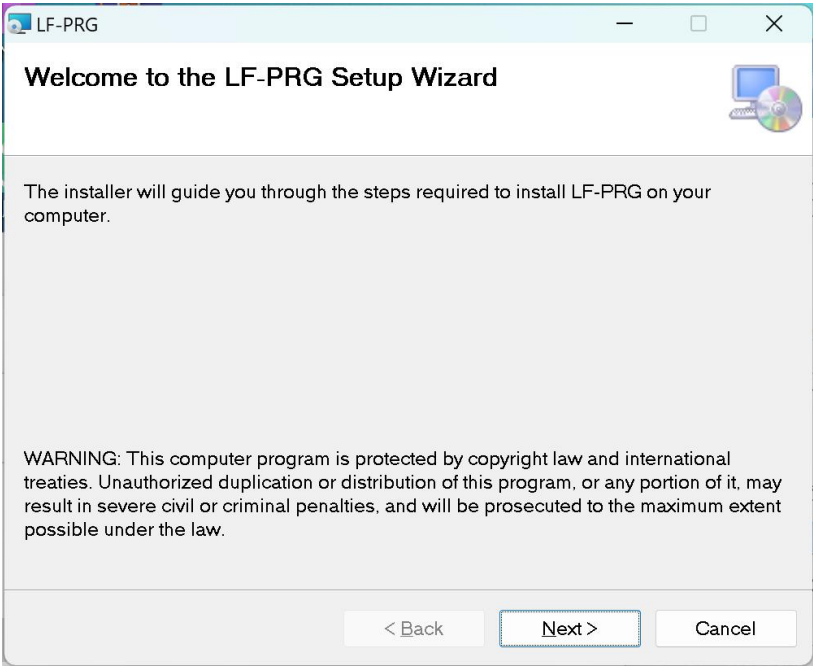 LF-PRG
Welcome to the LF-PRG Setup Wizard
The installer will guide you through the steps required to install LF-PRG on your
computer.
WARNING: This computer program is protected by copyright law and international
treaties. Unauthorized duplication or distribution of this program, or any portion of it, may
result in severe civil or criminal penalties, and will be prosecuted to the maximum extent
possible under the law.
< Back
Next >
Cancel